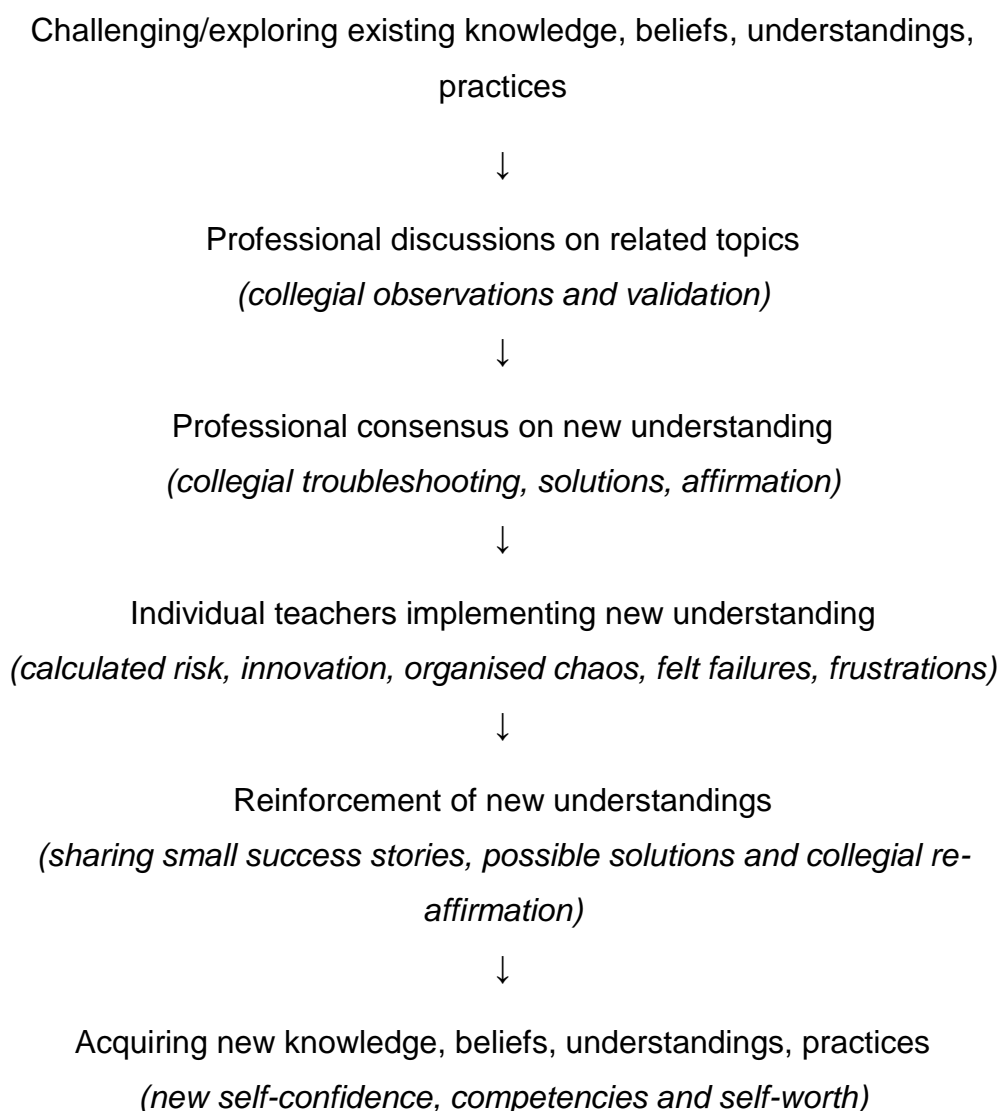 Challenging/exploring existing knowledge, beliefs, understandings,
practices
↓
Professional discussions on related topics
(collegial observations and validation)
↓
Professional consensus on new understanding
(collegial troubleshooting, solutions, affirmation)
↓
Individual teachers implementing new understanding
(calculated risk, innovation, organised chaos, felt failures, frustrations)
↓
Reinforcement of new understandings
(sharing small success stories, possible solutions and collegial re-
affirmation)
↓
Acquiring new knowledge, beliefs, understandings, practices
(new self-confidence, competencies and self-worth)